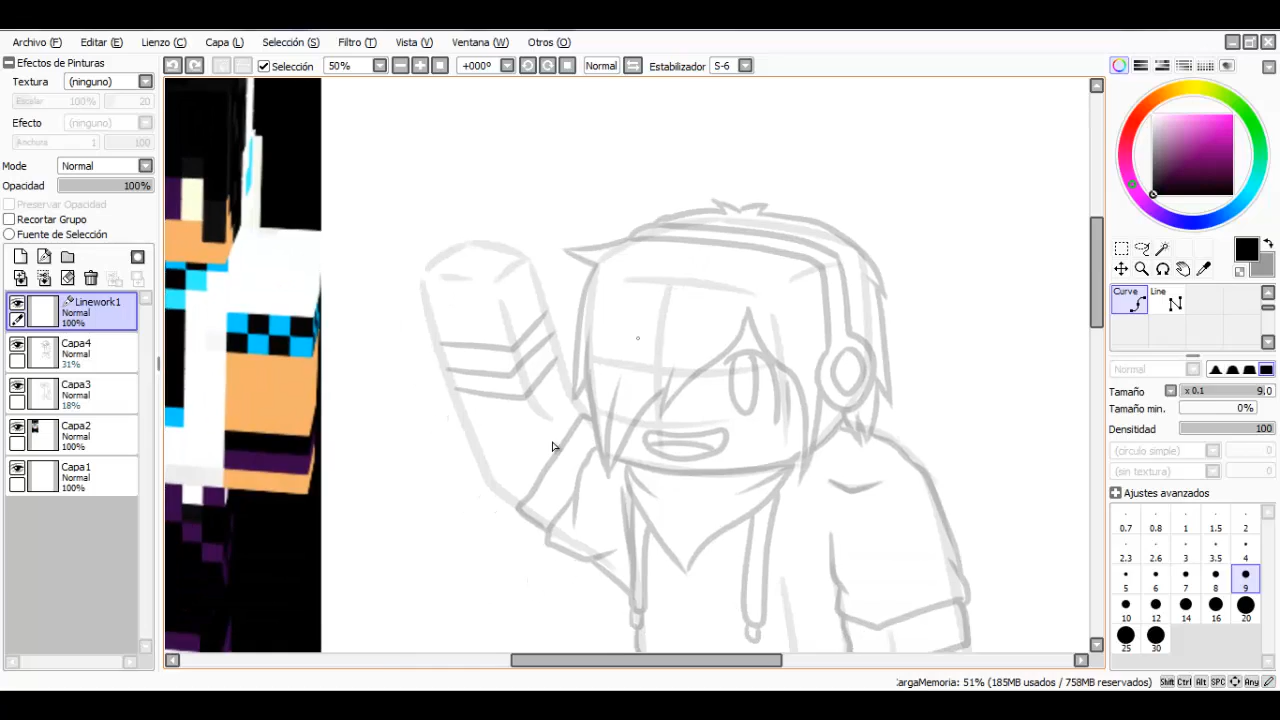 Archivo (F) Editar (E) Lienzo (C) Capa (L) Selección (S) Filtro (T) Vista (V) Ventana (W) Otros (O)
Efectos de Pinturas
Selección 50% +000º Normal Estabilizador S-6
Textura (ninguno)
Escalar 100% 20
Efecto (ninguno)
Anchura 1 100
Mode Normal
Opacidad 100%
Preservar Opacidad
Recortar Grupo
Fuente de Selección
Linework1
Normal
100%
Capa4
Normal
31%
Capa3
Normal
18%
Capa2
Normal
100%
Capa1
Normal
100%
Curve Line
Normal
Tamaño x 0.1 9.0
Tamaño min. 0%
Densidad 100
(circulo simple) 0
(sin textura) 0
Ajustes avanzados
0.7 0.8 1 1.5 2
2.3 2.6 3 3.5 4
5 6 7 8 9
10 12 14 16 20
25 30
CargaMemoria: 51% (185MB usados / 758MB reservados) Shift Ctrl Alt SPC Any